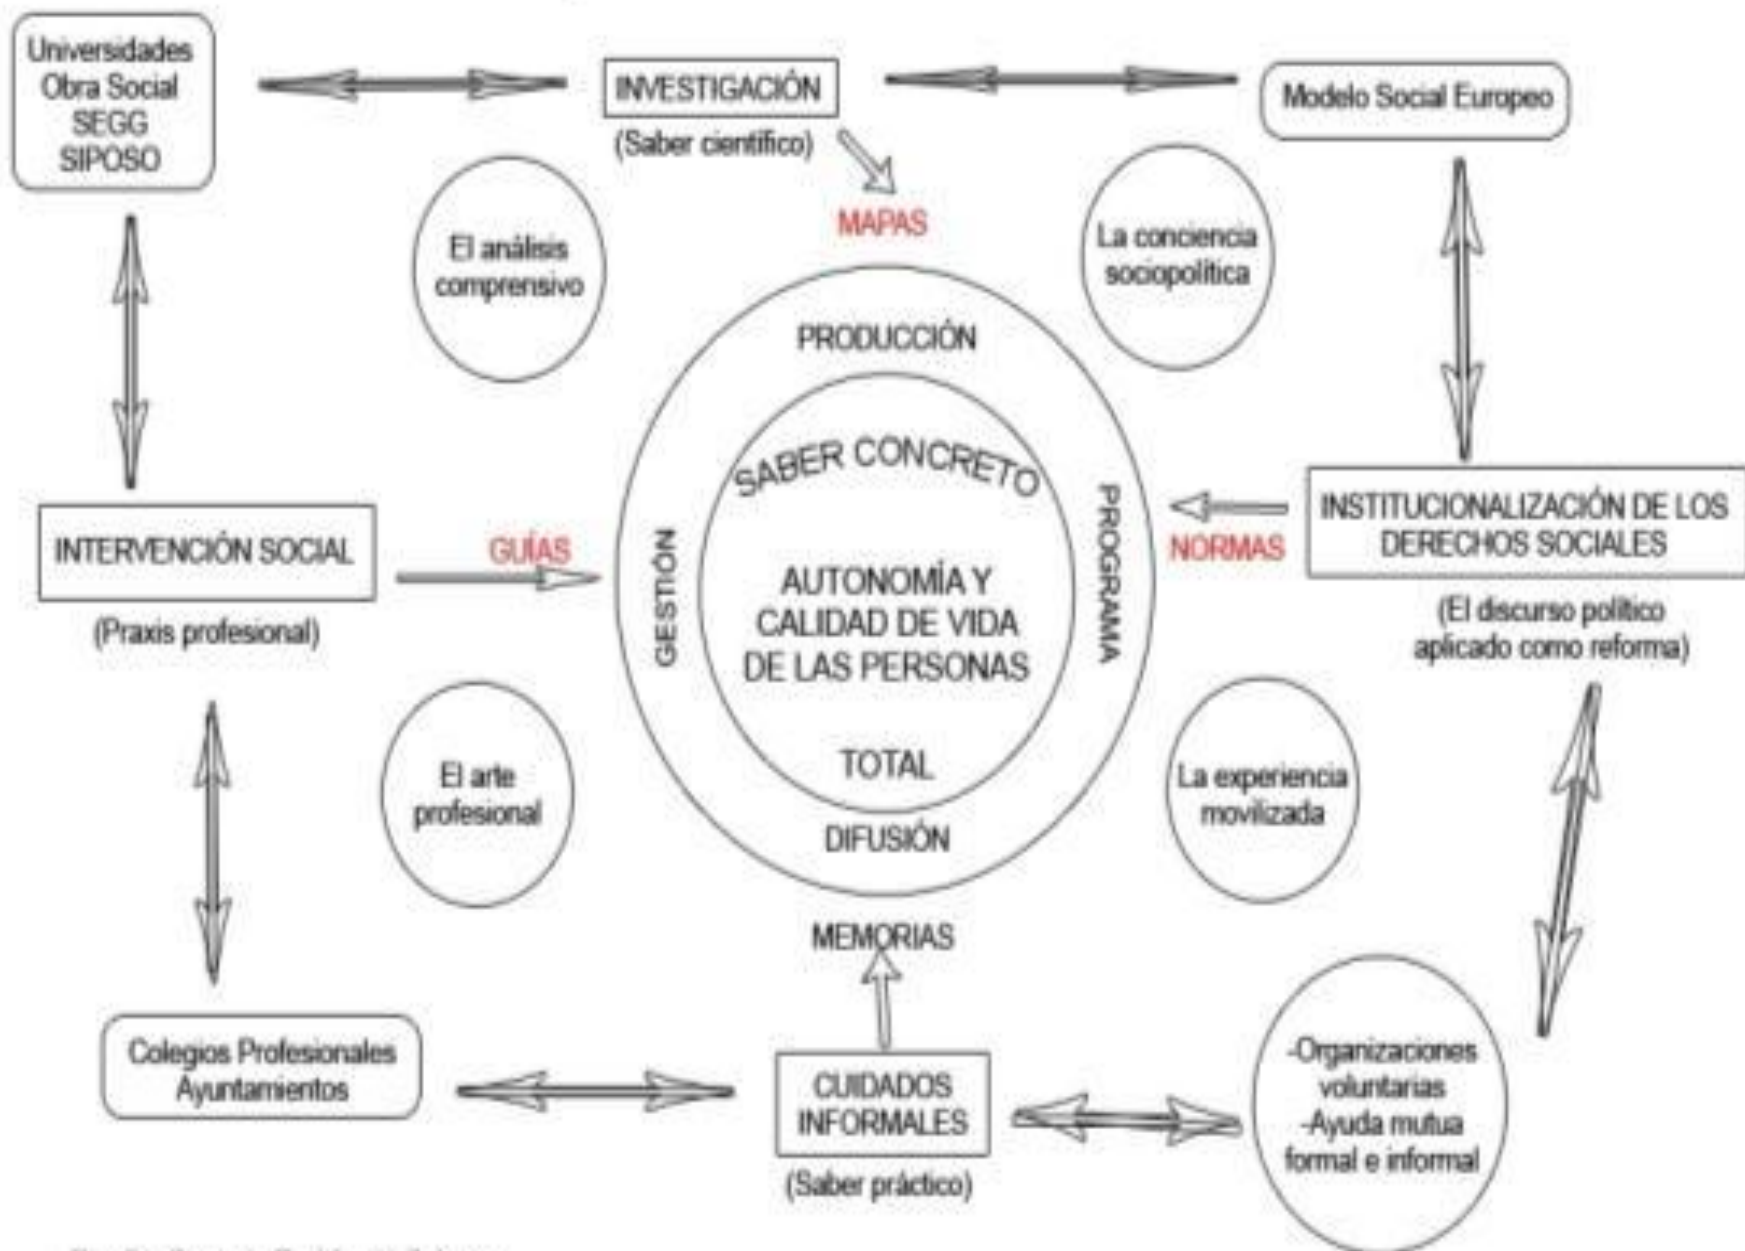 Universidades
Obra Social
SEGG
SIPOSO
INVESTIGACIÓN
(Saber científico)
Modelo Social Europeo
MAPAS
El análisis
comprensivo
La conciencia
sociopolítica
PRODUCCIÓN
SABER CONCRETO
AUTONOMÍA Y
CALIDAD DE VIDA
DE LAS PERSONAS
TOTAL
GESTIÓN
PROGRAMA
DIFUSIÓN
INTERVENCIÓN SOCIAL
(Praxis profesional)
GUÍAS
NORMAS
INSTITUCIONALIZACIÓN DE LOS
DERECHOS SOCIALES
(El discurso político
aplicado como reforma)
El arte
profesional
La experiencia
movilizada
MEMORIAS
Colegios Profesionales
Ayuntamientos
CUIDADOS
INFORMALES
(Saber práctico)
-Organizaciones
voluntarias
-Ayuda mutua
formal e informal